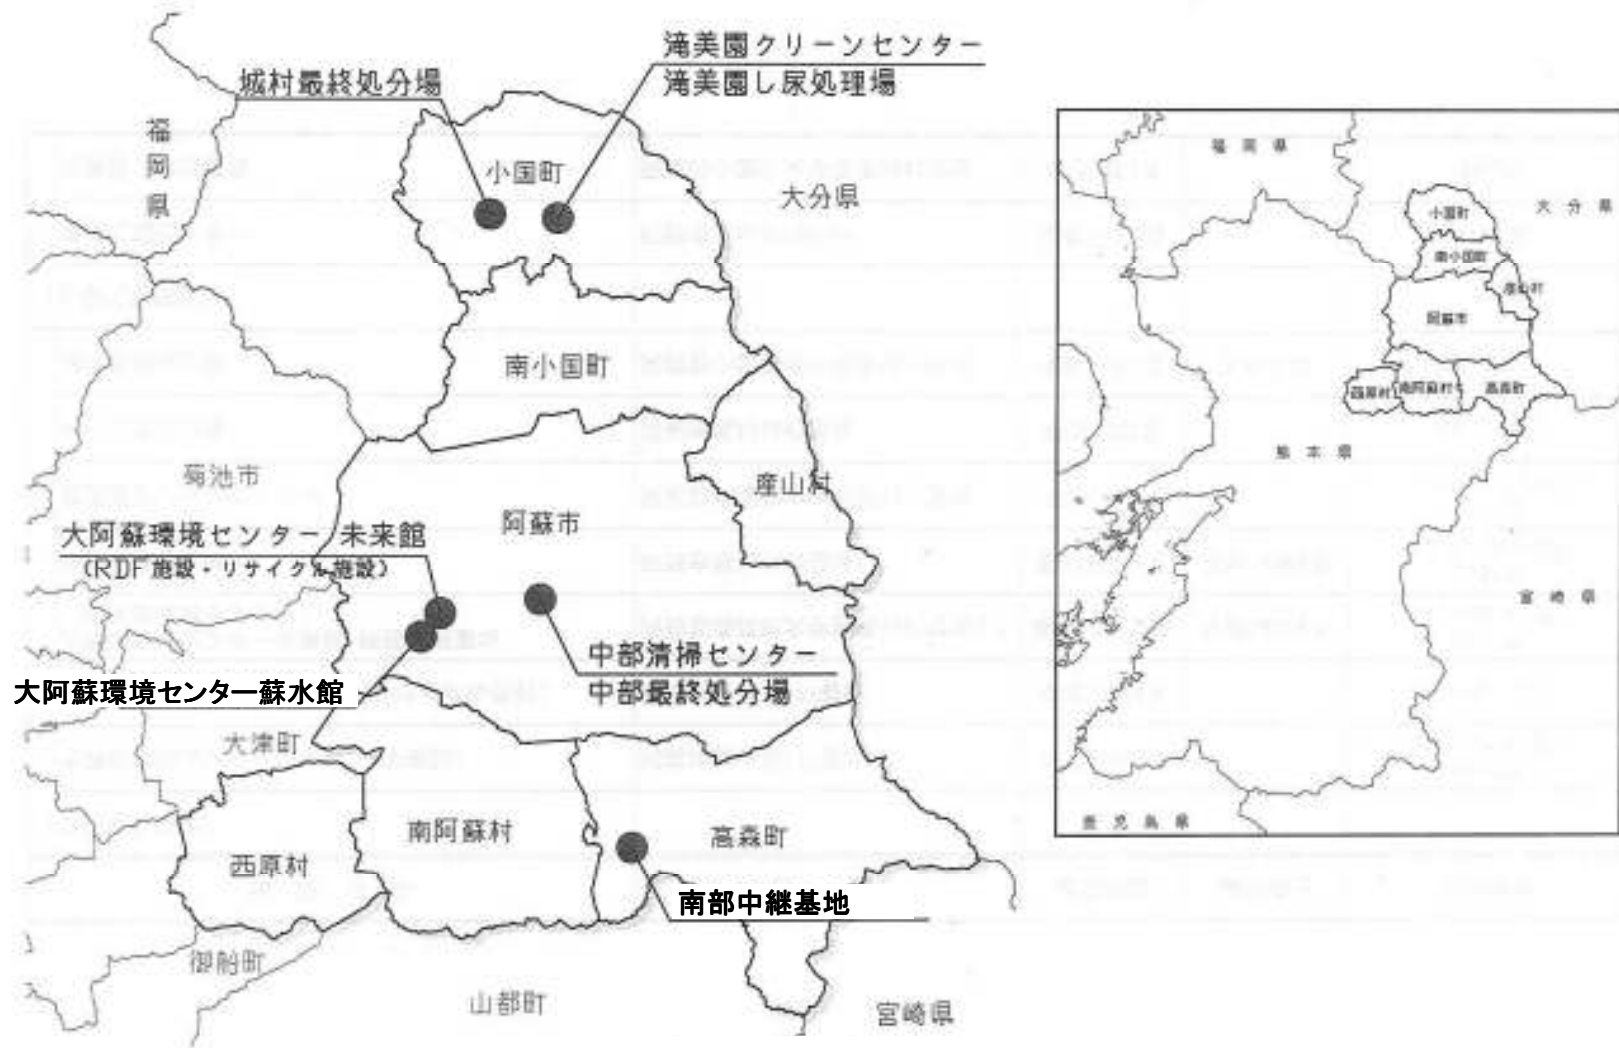 滝美園クリーンセンター
滝美園し尿処理場
城村最終処分場
福岡県
小国町
大分県
南小国町
菊池市
産山村
阿蘇市
大阿蘇環境センター 未来館
(RDF施設・リサイクル施設)
中部清掃センター
中部最終処分場
大阿蘇環境センター蘇水館
大津町
南阿蘇村
高森町
西原村
南部中継基地
御船町
山都町
宮崎県
福岡県
大分県
小国町
南小国町
産山村
阿蘇市
西原村
南阿蘇村
高森町
熊本県
宮崎県
鹿児島県